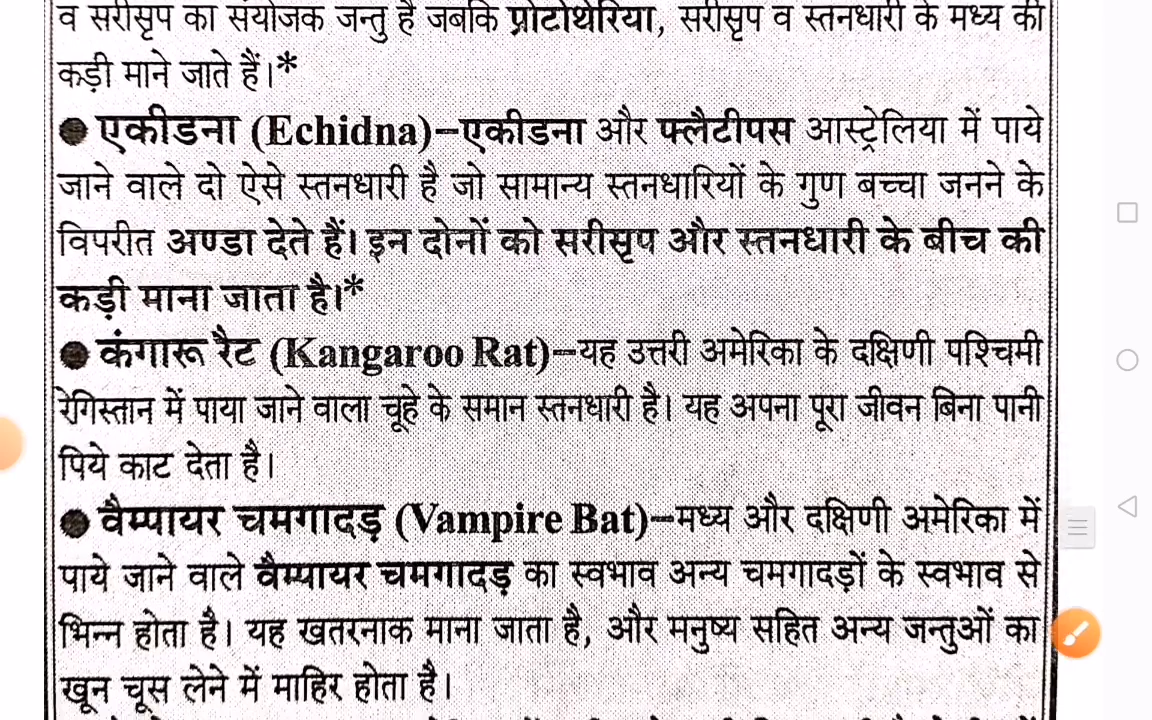 व सरीसृप का संयोजक जन्तु है जबकि प्रोटोथेरिया, सरीसृप व स्तनधारी के मध्य की
कड़ी माने जाते हैं।*
● एकीडना (Echidna)–एकीडना और फ्लैटीपस आस्ट्रेलिया में पाये
जाने वाले दो ऐसे स्तनधारी है जो सामान्य स्तनधारियों के गुण बच्चा जनने के
विपरीत अण्डा देते हैं। इन दोनों को सरीसृप और स्तनधारी के बीच की
कड़ी माना जाता है।*
● कंगारू रैट (Kangaroo Rat)–यह उत्तरी अमेरिका के दक्षिणी पश्चिमी
रेगिस्तान में पाया जाने वाला चूहे के समान स्तनधारी है। यह अपना पूरा जीवन बिना पानी
पिये काट देता है।
● वैम्पायर चमगादड़ (Vampire Bat)–मध्य और दक्षिणी अमेरिका में
पाये जाने वाले वैम्पायर चमगादड़ का स्वभाव अन्य चमगादड़ों के स्वभाव से
भिन्न होता है। यह खतरनाक माना जाता है, और मनुष्य सहित अन्य जन्तुओं का
खून चूस लेने में माहिर होता है।